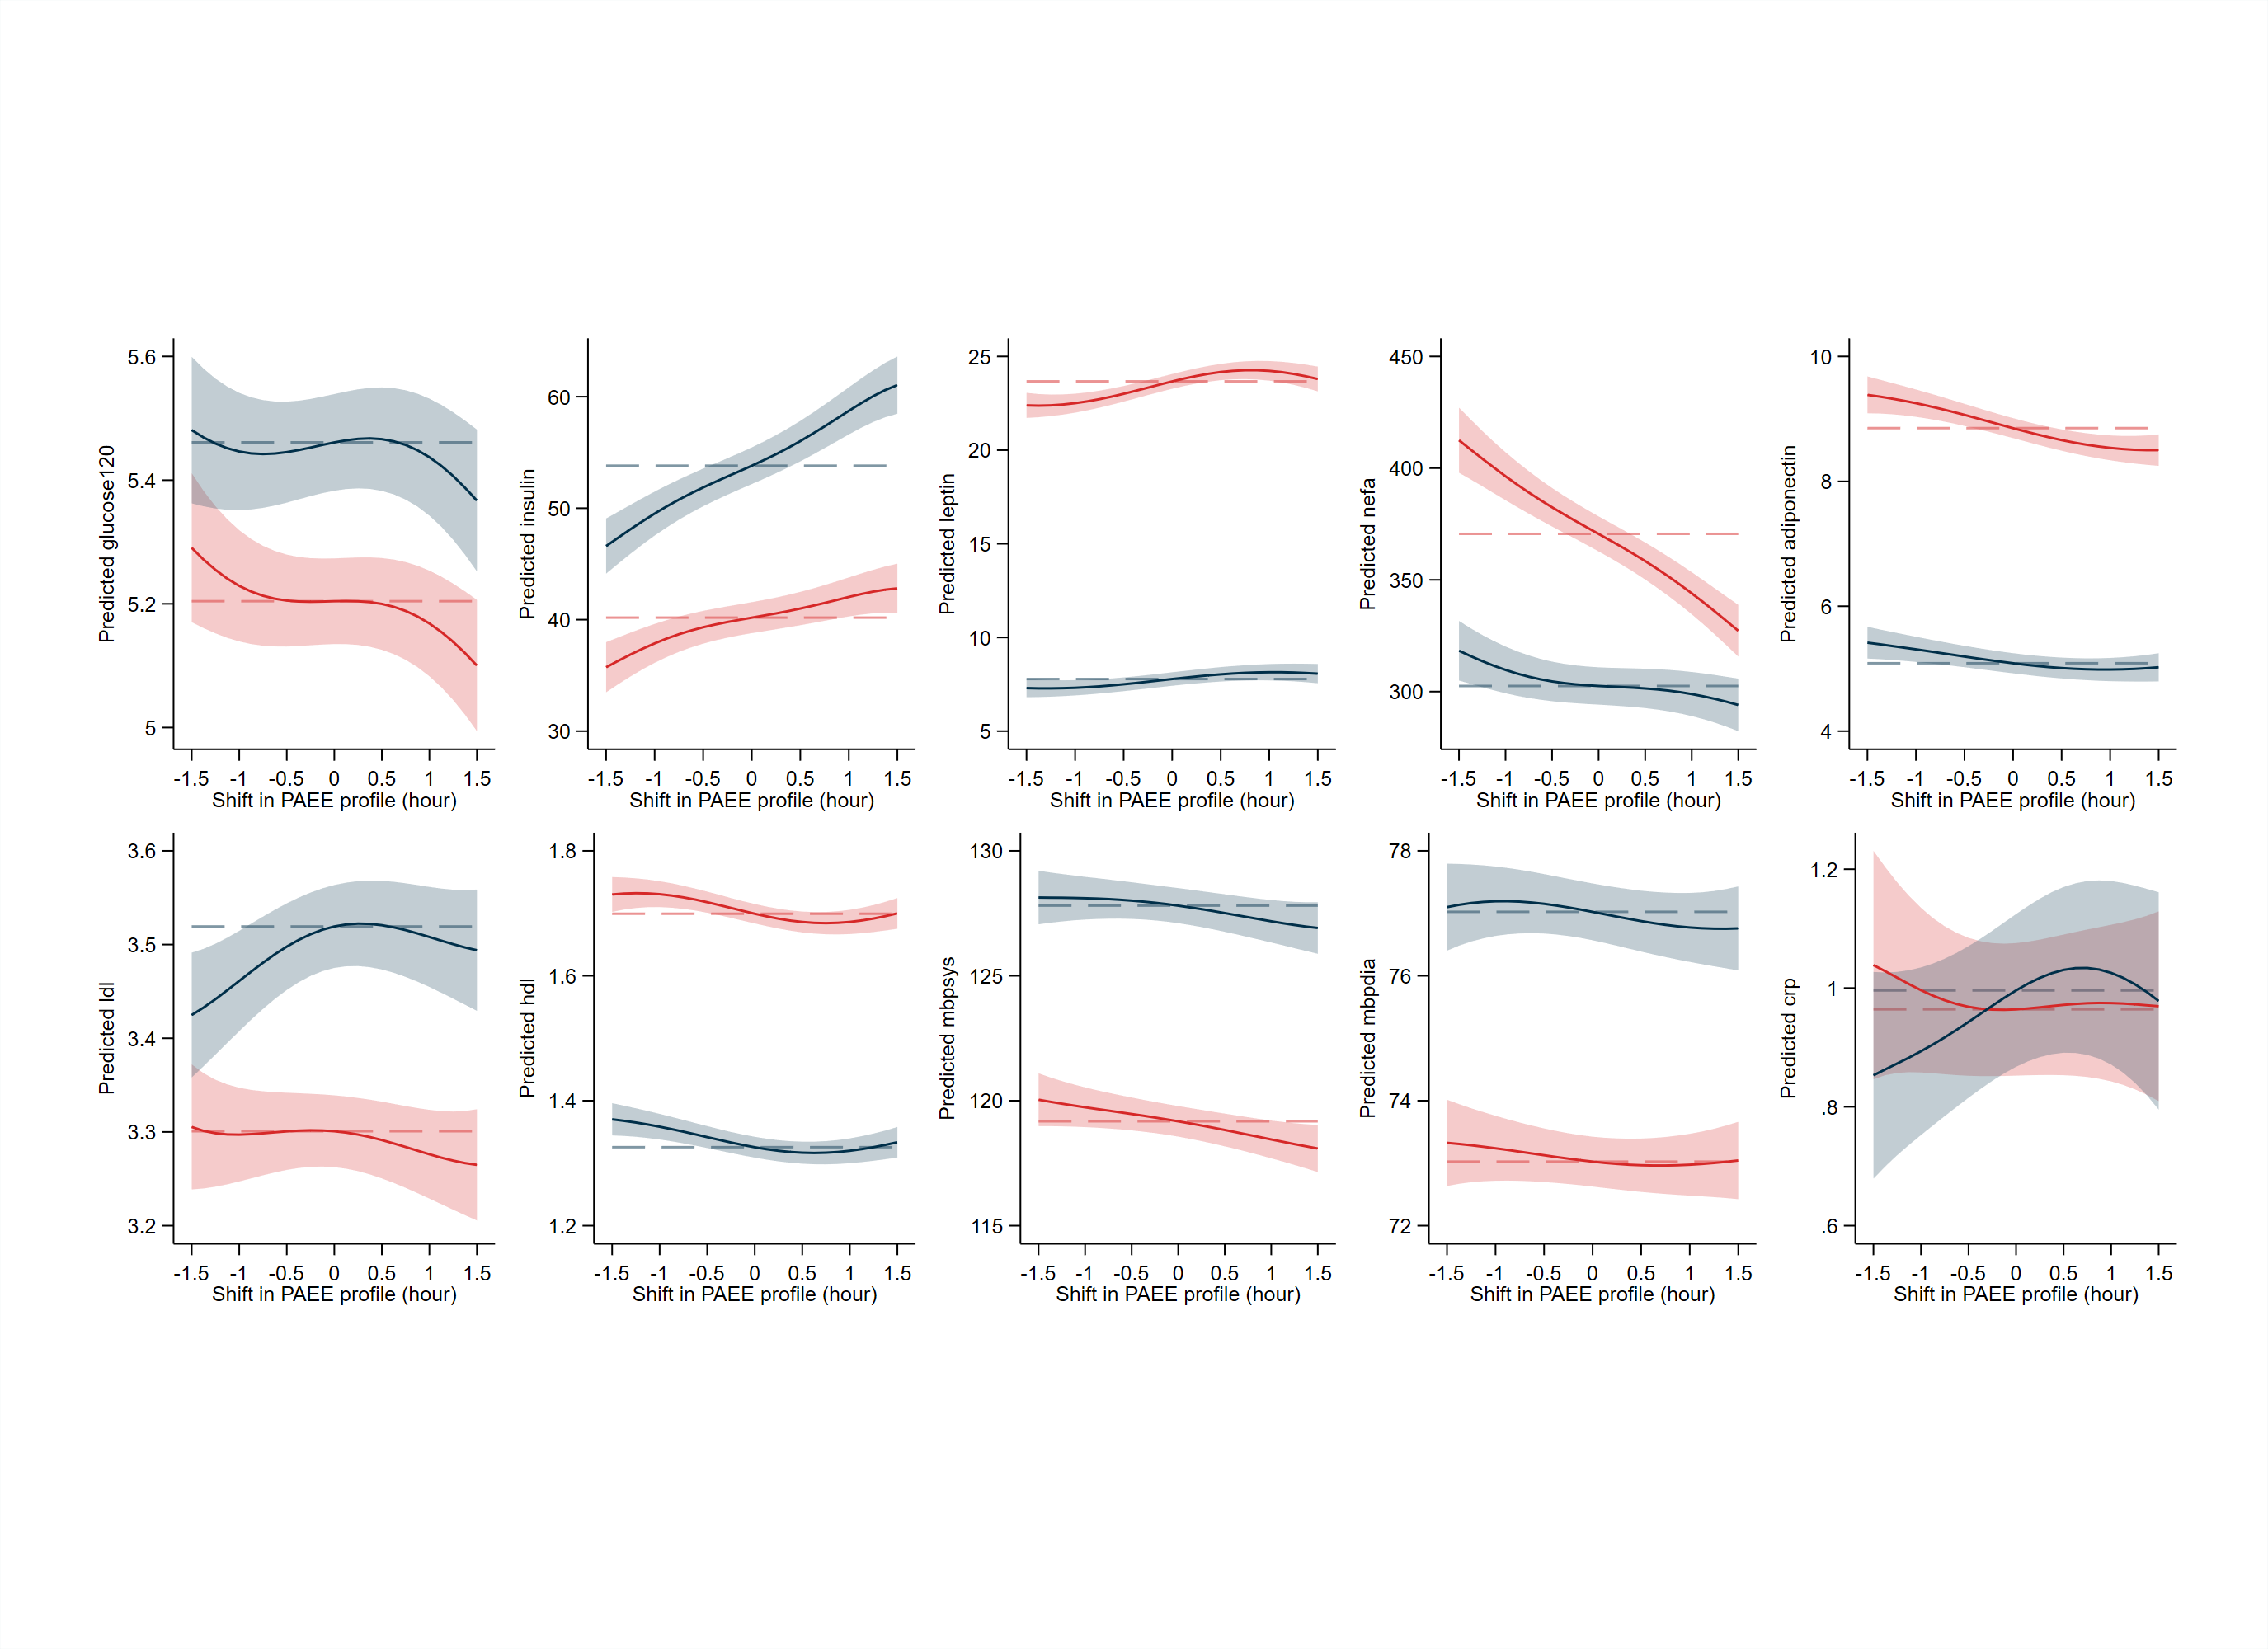 Predicted glucose120
5.6
5.4
5.2
5
-1.5 -1 -0.5 0 0.5 1 1.5
Shift in PAEE profile (hour)
Predicted insulin
60
50
40
30
-1.5 -1 -0.5 0 0.5 1 1.5
Shift in PAEE profile (hour)
Predicted leptin
25
20
15
10
5
-1.5 -1 -0.5 0 0.5 1 1.5
Shift in PAEE profile (hour)
Predicted nefa
450
400
350
300
-1.5 -1 -0.5 0 0.5 1 1.5
Shift in PAEE profile (hour)
Predicted adiponectin
10
8
6
4
-1.5 -1 -0.5 0 0.5 1 1.5
Shift in PAEE profile (hour)
Predicted ldl
3.6
3.5
3.4
3.3
3.2
-1.5 -1 -0.5 0 0.5 1 1.5
Shift in PAEE profile (hour)
Predicted hdl
1.8
1.6
1.4
1.2
-1.5 -1 -0.5 0 0.5 1 1.5
Shift in PAEE profile (hour)
Predicted mbpsys
130
125
120
115
-1.5 -1 -0.5 0 0.5 1 1.5
Shift in PAEE profile (hour)
Predicted mbpdia
78
76
74
72
-1.5 -1 -0.5 0 0.5 1 1.5
Shift in PAEE profile (hour)
Predicted crp
1.2
1
.8
.6
-1.5 -1 -0.5 0 0.5 1 1.5
Shift in PAEE profile (hour)